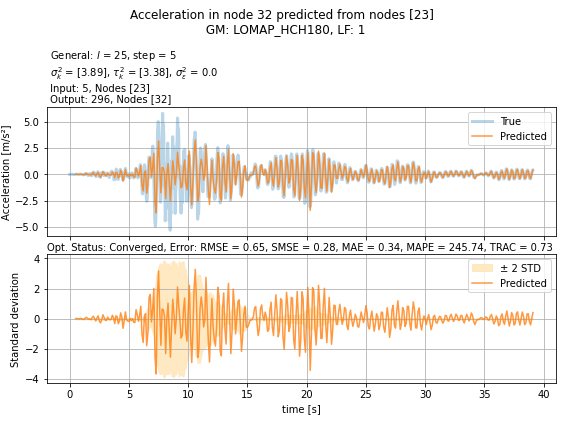 Acceleration in node 32 predicted from nodes [23]
GM: LOMAP_HCH180, LF: 1
General: l = 25, step = 5
σ²ₖ = [3.89], τ²ₖ = [3.38], σ²ε = 0.0
Input: 5, Nodes [23]
Output: 296, Nodes [32]
Acceleration [m/s²]
5.0
2.5
0.0
−2.5
−5.0
True
Predicted
Opt. Status: Converged, Error: RMSE = 0.65, SMSE = 0.28, MAE = 0.34, MAPE = 245.74, TRAC = 0.73
Standard deviation
4
2
0
−2
−4
± 2 STD
Predicted
0 5 10 15 20 25 30 35 40
time [s]